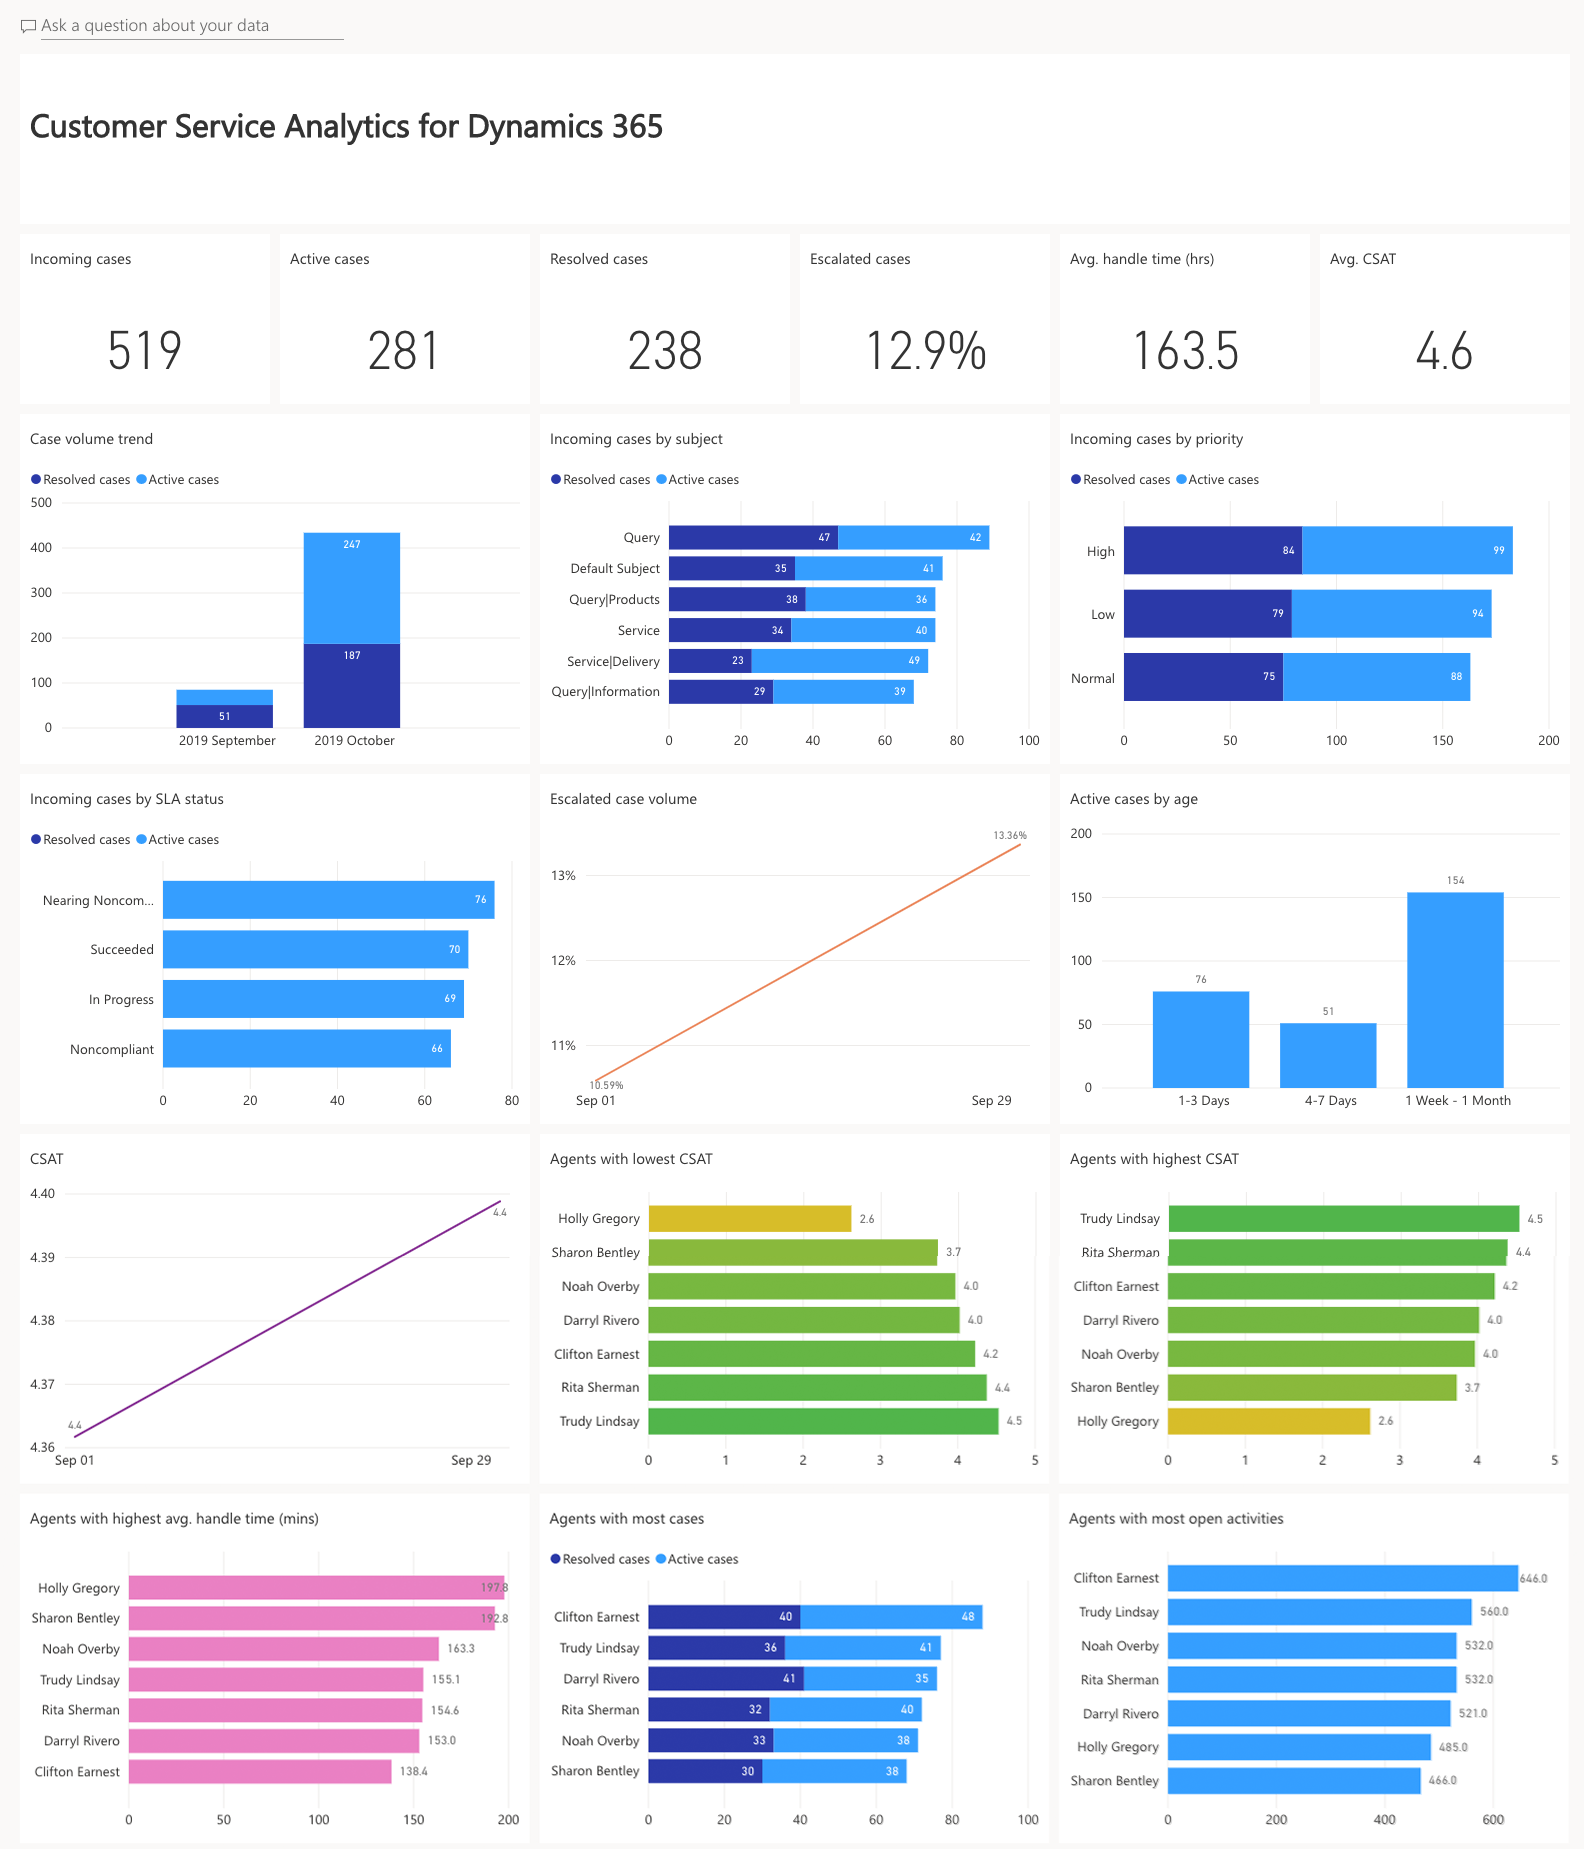 Ask a question about your data
Customer Service Analytics for Dynamics 365
Incoming cases
519
Active cases
281
Resolved cases
238
Escalated cases
12.9%
Avg. handle time (hrs)
163.5
Avg. CSAT
4.6
Case volume trend
Resolved cases Active cases
500
400
300
200
100
0
247
187
51
2019 September 2019 October
Incoming cases by subject
Resolved cases Active cases
Query 47 42
Default Subject 35 41
Query|Products 38 36
Service 34 40
Service|Delivery 23 49
Query|Information 29 39
0 20 40 60 80 100
Incoming cases by priority
Resolved cases Active cases
High 84 99
Low 79 94
Normal 75 88
0 50 100 150 200
Incoming cases by SLA status
Resolved cases Active cases
Nearing Noncom... 76
Succeeded 70
In Progress 69
Noncompliant 66
0 20 40 60 80
Escalated case volume
13.36%
13%
12%
11%
10.59%
Sep 01 Sep 29
Active cases by age
200
150
100
50
0
76
51
154
1-3 Days 4-7 Days 1 Week - 1 Month
CSAT
4.40
4.39
4.38
4.37
4.36
4.4
4.4
Sep 01 Sep 29
Agents with lowest CSAT
Holly Gregory 2.6
Sharon Bentley 3.7
Noah Overby 4.0
Darryl Rivero 4.0
Clifton Earnest 4.2
Rita Sherman 4.4
Trudy Lindsay 4.5
0 1 2 3 4 5
Agents with highest CSAT
Trudy Lindsay 4.5
Rita Sherman 4.4
Clifton Earnest 4.2
Darryl Rivero 4.0
Noah Overby 4.0
Sharon Bentley 3.7
Holly Gregory 2.6
0 1 2 3 4 5
Agents with highest avg. handle time (mins)
Holly Gregory 197.8
Sharon Bentley 192.8
Noah Overby 163.3
Trudy Lindsay 155.1
Rita Sherman 154.6
Darryl Rivero 153.0
Clifton Earnest 138.4
0 50 100 150 200
Agents with most cases
Resolved cases Active cases
Clifton Earnest 40 48
Trudy Lindsay 36 41
Darryl Rivero 41 35
Rita Sherman 32 40
Noah Overby 33 38
Sharon Bentley 30 38
0 20 40 60 80 100
Agents with most open activities
Clifton Earnest 646.0
Trudy Lindsay 560.0
Noah Overby 532.0
Rita Sherman 532.0
Darryl Rivero 521.0
Holly Gregory 485.0
Sharon Bentley 466.0
0 200 400 600